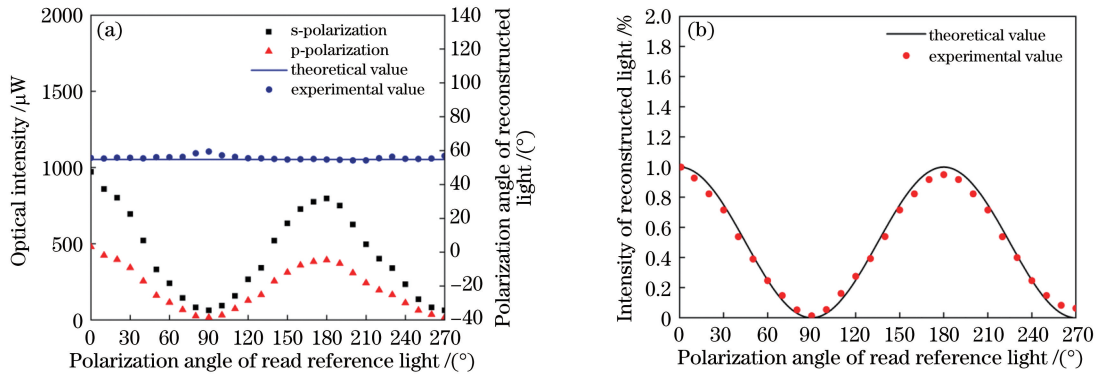 (a)
s-polarization
p-polarization
theoretical value
experimental value
2000
1500
1000
500
0
Optical intensity /μW
140
120
100
80
60
40
20
0
−20
−40
Polarization angle of reconstructed
light /(°)
0 30 60 90 120 150 180 210 240 270
Polarization angle of read reference light /(°)
(b)
theoretical value
experimental value
2.0
1.8
1.6
1.4
1.2
1.0
0.8
0.6
0.4
0.2
0
Intensity of reconstructed light /%
0 30 60 90 120 150 180 210 240 270
Polarization angle of read reference light /(°)